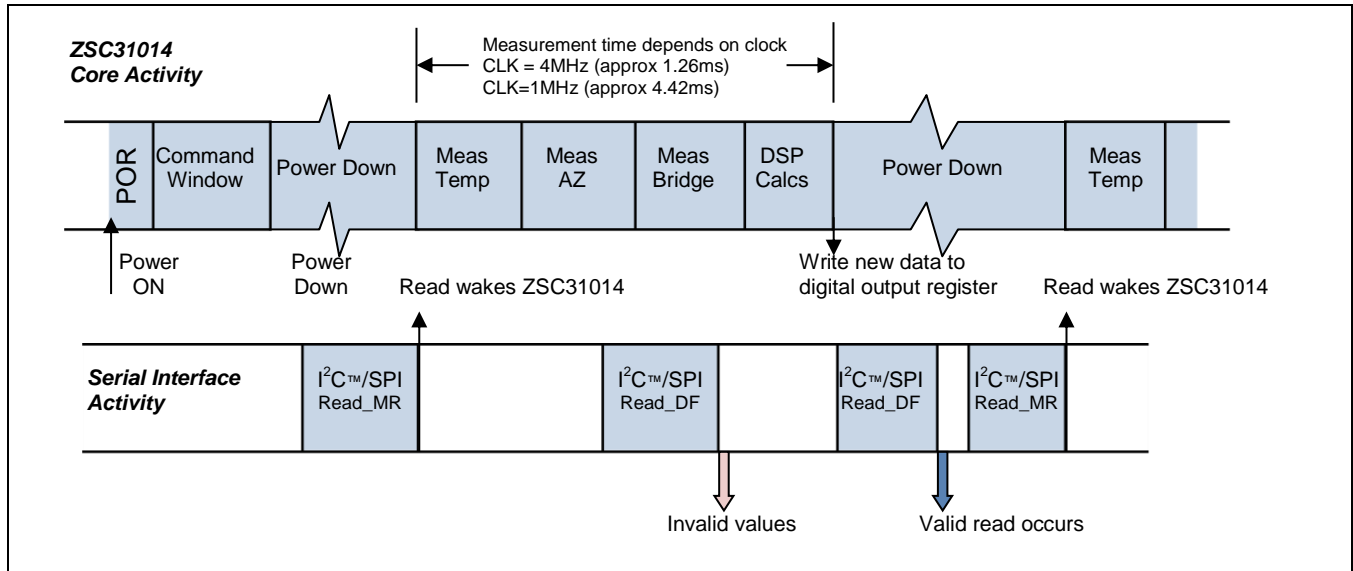 ZSC31014
Core Activity
Measurement time depends on clock
CLK = 4MHz (approx 1.26ms)
CLK=1MHz (approx 4.42ms)
POR
Command
Window
Power Down
Meas
Temp
Meas
AZ
Meas
Bridge
DSP
Calcs
Power Down
Meas
Temp
Power
ON
Power
Down
Read wakes ZSC31014
Write new data to
digital output register
Read wakes ZSC31014
Serial Interface
Activity
I²C™/SPI
Read_MR
I²C™/SPI
Read_DF
I²C™/SPI
Read_DF
I²C™/SPI
Read_MR
Invalid values
Valid read occurs